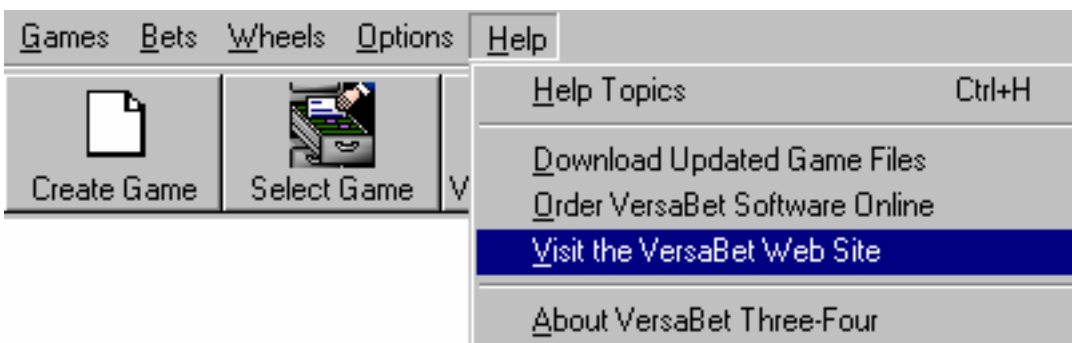 Games Bets Wheels Options Help
Help Topics Ctrl+H
Download Updated Game Files
Create Game Select Game V
Order VersaBet Software Online
Visit the VersaBet Web Site
About VersaBet Three-Four